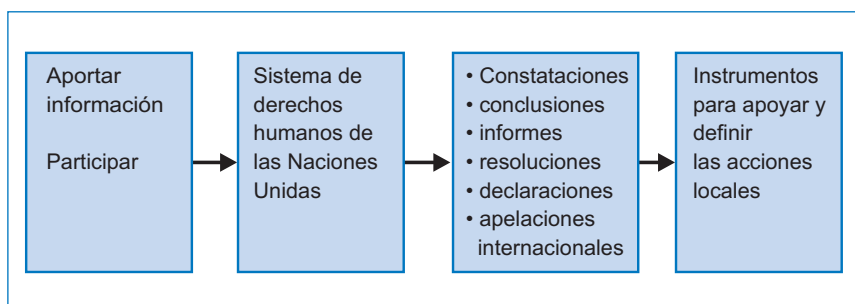 Aportar
información
Participar
Sistema de
derechos
humanos de
las Naciones
Unidas
• Constataciones
• conclusiones
• informes
• resoluciones
• declaraciones
• apelaciones
internacionales
Instrumentos
para apoyar y
definir
las acciones
locales